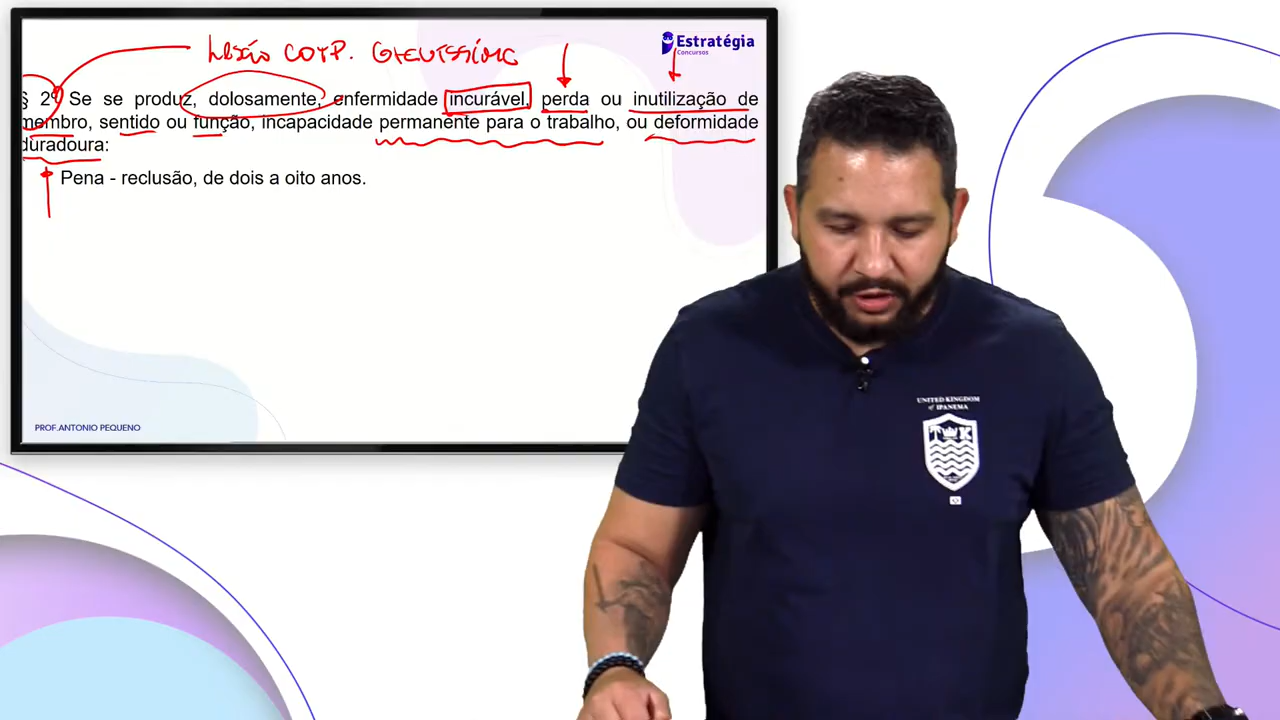 Lesão corp. Gravíssima
Estratégia
Concursos
§ 2º Se se produz, dolosamente, enfermidade incurável, perda ou inutilização de
membro, sentido ou função, incapacidade permanente para o trabalho, ou deformidade
duradoura:
Pena - reclusão, de dois a oito anos.
PROF.ANTONIO PEQUENO
UNITED KINGDOM
of IPANEMA